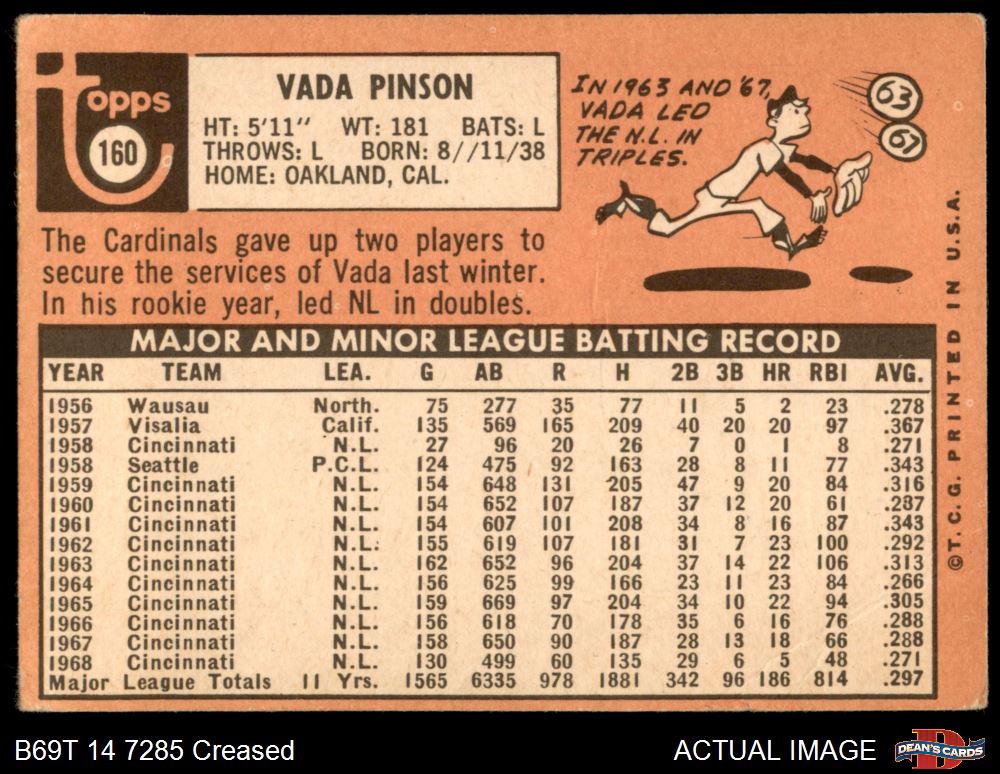 Topps
160
VADA PINSON
HT: 5'11" WT: 181 BATS: L
THROWS: L BORN: 8//11/38
HOME: OAKLAND, CAL.
IN 1963 AND '67,
VADA LED
THE N.L. IN
TRIPLES.
63
67
The Cardinals gave up two players to
secure the services of Vada last winter.
In his rookie year, led NL in doubles.
MAJOR AND MINOR LEAGUE BATTING RECORD
YEAR TEAM LEA. G AB R H 2B 3B HR RBI AVG.
1956 Wausau North. 75 277 35 77 11 5 2 23 .278
1957 Visalia Calif. 135 569 165 209 40 20 20 97 .367
1958 Cincinnati N.L. 27 96 20 26 7 0 1 8 .271
1958 Seattle P.C.L. 124 475 92 163 28 8 11 77 .343
1959 Cincinnati N.L. 154 648 131 205 47 9 20 84 .316
1960 Cincinnati N.L. 154 652 107 187 37 12 20 61 .287
1961 Cincinnati N.L. 154 607 101 208 34 8 16 87 .343
1962 Cincinnati N.L. 155 619 107 181 31 7 23 100 .292
1963 Cincinnati N.L. 162 652 96 204 37 14 22 106 .313
1964 Cincinnati N.L. 156 625 99 166 23 11 23 84 .266
1965 Cincinnati N.L. 159 669 97 204 34 10 22 94 .305
1966 Cincinnati N.L. 156 618 70 178 35 6 16 76 .288
1967 Cincinnati N.L. 158 650 90 187 28 13 18 66 .288
1968 Cincinnati N.L. 130 499 60 135 29 6 5 48 .271
Major League Totals 11 Yrs. 1565 6335 978 1881 342 96 186 814 .297
© T. C. G. PRINTED IN U.S.A.
B69T 14 7285 Creased
ACTUAL IMAGE
DEAN'S CARDS